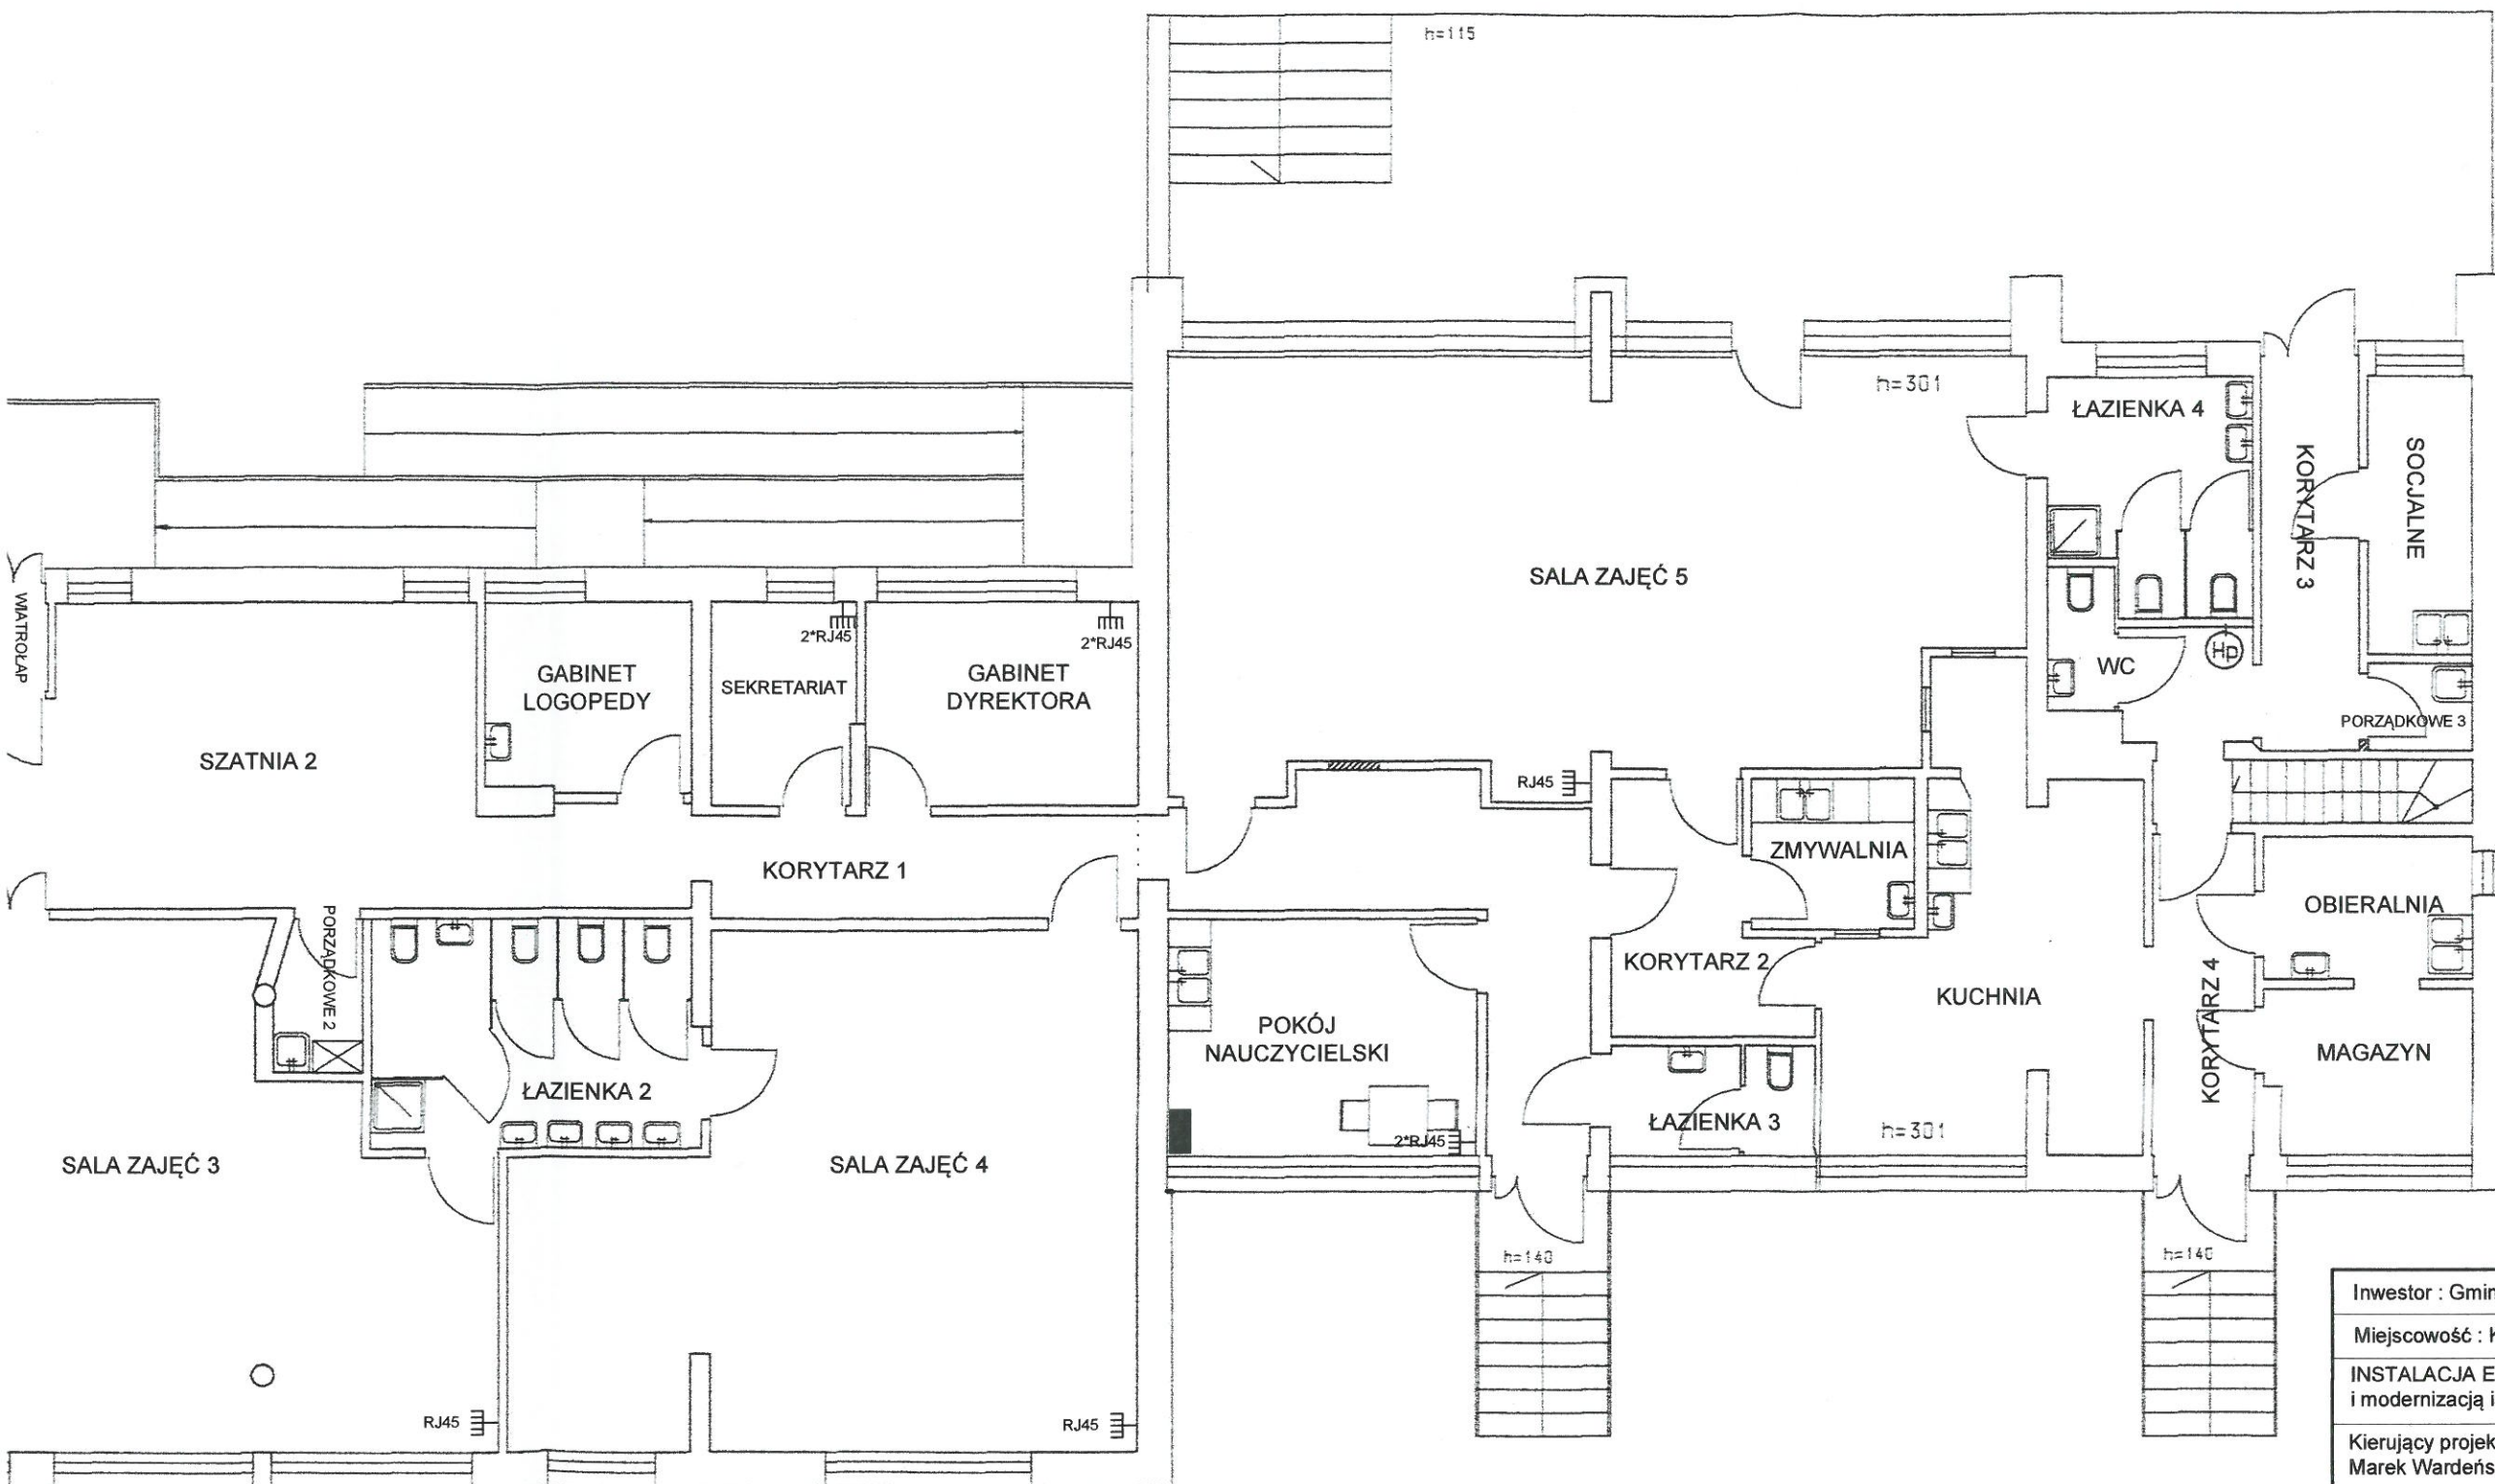 h=115
h=301
ŁAZIENKA 4
KORYTARZ 3
SOCJALNE
SALA ZAJĘĆ 5
WIATROŁAP
2*RJ45
2*RJ45
GABINET
LOGOPEDY
SEKRETARIAT
GABINET
DYREKTORA
WC
Hp
PORZĄDKOWE 3
SZATNIA 2
RJ45
ZMYWALNIA
KORYTARZ 1
OBIERALNIA
PORZĄDKOWE 2
KORYTARZ 2
KUCHNIA
KORYTARZ 4
POKÓJ
NAUCZYCIELSKI
MAGAZYN
ŁAZIENKA 2
ŁAZIENKA 3
h=301
2*RJ45
SALA ZAJĘĆ 3
SALA ZAJĘĆ 4
h=140
h=140
RJ45
RJ45
Inwestor : Gmin
Miejscowość : K
INSTALACJA E
i modernizacją i
Kierujący projek
Marek Wardeńs